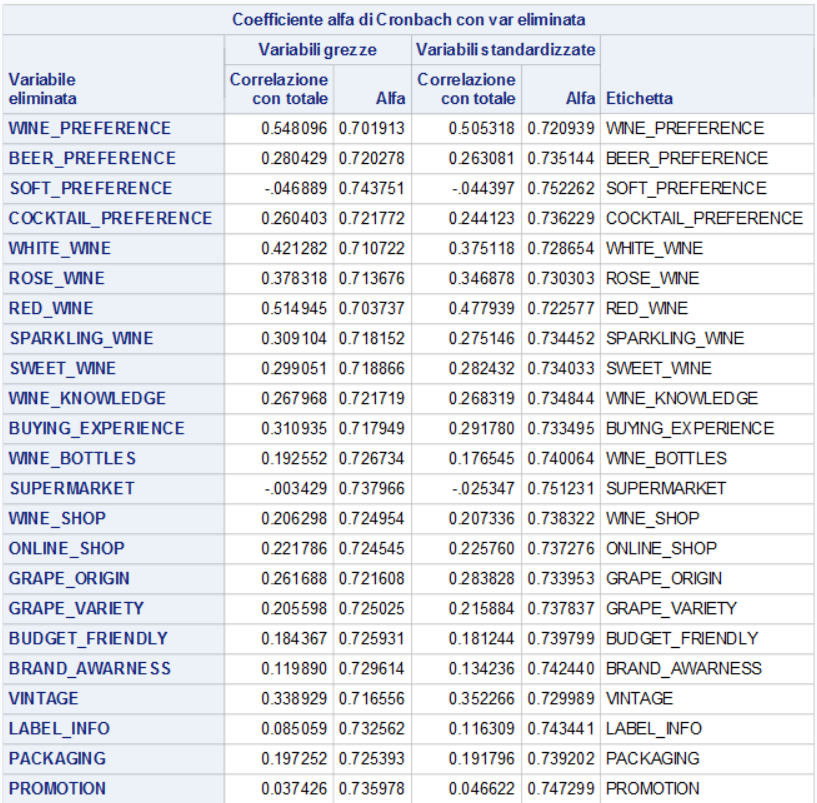 Coefficiente alfa di Cronbach con var eliminata
Variabili grezze Variabili standardizzate
Variabile eliminata Correlazione con totale Alfa Correlazione con totale Alfa Etichetta
WINE_PREFERENCE 0.548096 0.701913 0.505318 0.720939 WINE_PREFERENCE
BEER_PREFERENCE 0.280429 0.720278 0.263081 0.735144 BEER_PREFERENCE
SOFT_PREFERENCE -.046889 0.743751 -.044397 0.752262 SOFT_PREFERENCE
COCKTAIL_PREFERENCE 0.260403 0.721772 0.244123 0.736229 COCKTAIL_PREFERENCE
WHITE_WINE 0.421282 0.710722 0.375118 0.728654 WHITE_WINE
ROSE_WINE 0.378318 0.713676 0.346878 0.730303 ROSE_WINE
RED_WINE 0.514945 0.703737 0.477939 0.722577 RED_WINE
SPARKLING_WINE 0.309104 0.718152 0.275146 0.734452 SPARKLING_WINE
SWEET_WINE 0.299051 0.718866 0.282432 0.734033 SWEET_WINE
WINE_KNOWLEDGE 0.267968 0.721719 0.268319 0.734844 WINE_KNOWLEDGE
BUYING_EXPERIENCE 0.310935 0.717949 0.291780 0.733495 BUYING_EXPERIENCE
WINE_BOTTLES 0.192552 0.726734 0.176545 0.740064 WINE_BOTTLES
SUPERMARKET -.003429 0.737966 -.025347 0.751231 SUPERMARKET
WINE_SHOP 0.206298 0.724954 0.207336 0.738322 WINE_SHOP
ONLINE_SHOP 0.221786 0.724545 0.225760 0.737276 ONLINE_SHOP
GRAPE_ORIGIN 0.261688 0.721608 0.283828 0.733953 GRAPE_ORIGIN
GRAPE_VARIETY 0.205598 0.725025 0.215884 0.737837 GRAPE_VARIETY
BUDGET_FRIENDLY 0.184367 0.725931 0.181244 0.739799 BUDGET_FRIENDLY
BRAND_AWARNESS 0.119890 0.729614 0.134236 0.742440 BRAND_AWARNESS
VINTAGE 0.338929 0.716556 0.352266 0.729989 VINTAGE
LABEL_INFO 0.085059 0.732562 0.116309 0.743441 LABEL_INFO
PACKAGING 0.197252 0.725393 0.191796 0.739202 PACKAGING
PROMOTION 0.037426 0.735978 0.046622 0.747299 PROMOTION